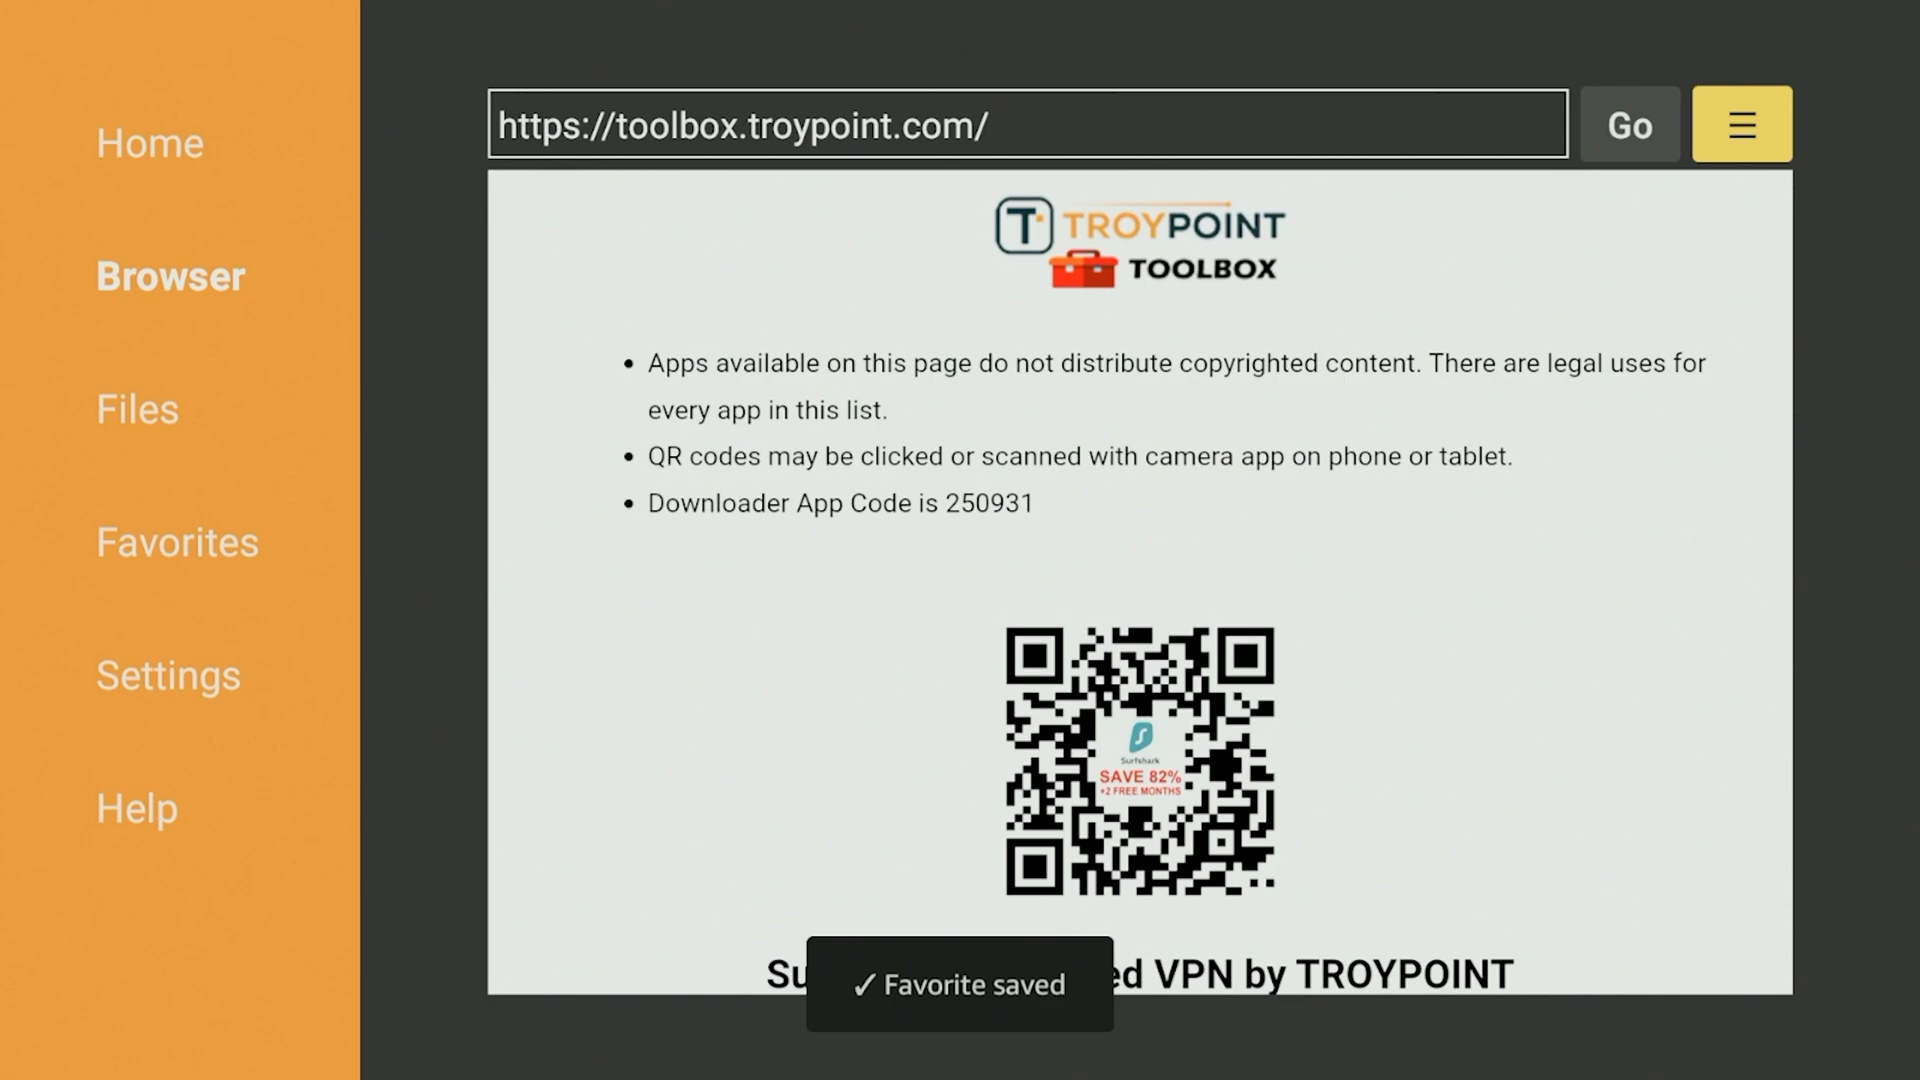 Home
Browser
Files
Favorites
Settings
Help
https://toolbox.troypoint.com/
Go
TROYPOINT
TOOLBOX
• Apps available on this page do not distribute copyrighted content. There are legal uses for
every app in this list.
• QR codes may be clicked or scanned with camera app on phone or tablet.
• Downloader App Code is 250931
Surfshark
SAVE 82%
+2 FREE MONTHS
Su
ed VPN by TROYPOINT
✓ Favorite saved